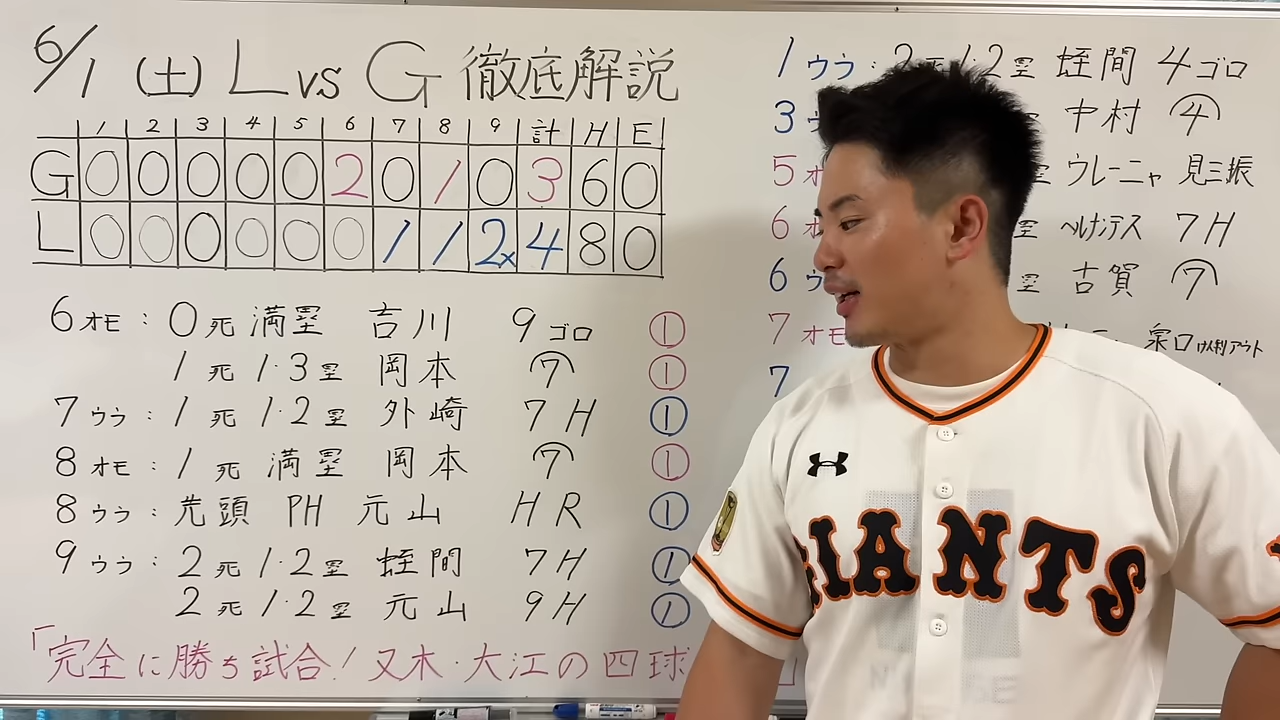 6/1 (土) L vs G 徹底解説
1 2 3 4 5 6 7 8 9 計 H E
G 0 0 0 0 0 2 0 1 0 3 6 0
L 0 0 0 0 0 0 1 1 2x 4 8 0
6オモ: 0死満塁 吉川 9ゴロ ①
1死1・3塁 岡本 7 ①
7ウラ: 1死1・2塁 外崎 7H ①
8オモ: 1死満塁 岡本 7 ①
8ウラ: 先頭 PH 元山 HR ①
9ウラ: 2死1・2塁 蛭間 7H ①
2死1・2塁 元山 9H ①
「完全に勝ち試合! 又木・大江の四球 」
1ウラ: 2死1・2塁 蛭間 4ゴロ
3 中村 4
5 塁 ウレーニャ 見三振
6オ 塁 ヘルナンデス 7H
6ウ 塁 古賀 7
7オモ 泉口
7
GIANTS